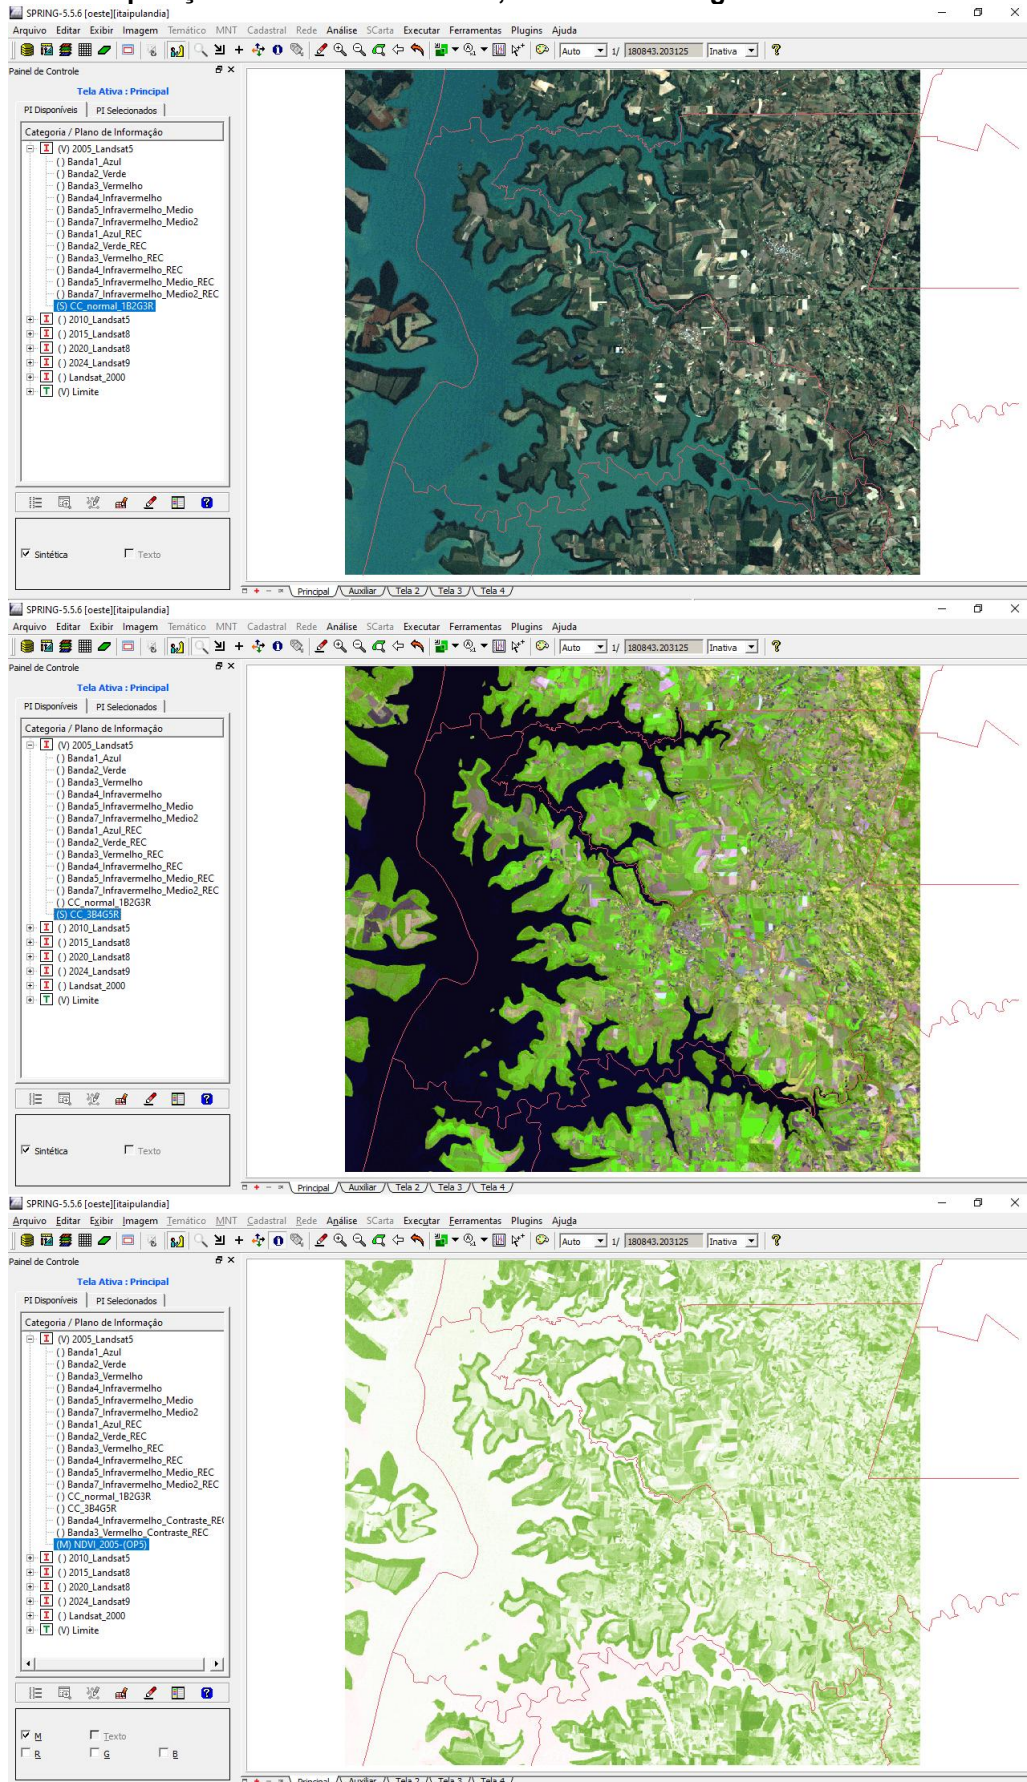 SPRING-5.5.6 [oeste][itaipulandia]
Arquivo Editar Exibir Imagem Temático MNT Cadastral Rede Análise SCarta Executar Ferramentas Plugins Ajuda
Auto 1/ 180843.203125 Inativa
Painel de Controle
Tela Ativa : Principal
PI Disponíveis PI Selecionados
Categoria / Plano de Informação
(V) 2005_Landsat5
( ) Banda1_Azul
( ) Banda2_Verde
( ) Banda3_Vermelho
( ) Banda4_Infravermelho
( ) Banda5_Infravermelho_Medio
( ) Banda7_Infravermelho_Medio2
( ) Banda1_Azul_REC
( ) Banda2_Verde_REC
( ) Banda3_Vermelho_REC
( ) Banda4_Infravermelho_REC
( ) Banda5_Infravermelho_Medio_REC
( ) Banda7_Infravermelho_Medio2_REC
(S) CC_normal_1B2G3R
( ) 2010_Landsat5
( ) 2015_Landsat8
( ) 2020_Landsat8
( ) 2024_Landsat9
( ) Landsat_2000
(V) Limite
Sintética Texto
Principal Auxiliar Tela 2 Tela 3 Tela 4
SPRING-5.5.6 [oeste][itaipulandia]
Arquivo Editar Exibir Imagem Temático MNT Cadastral Rede Análise SCarta Executar Ferramentas Plugins Ajuda
Auto 1/ 180843.203125 Inativa
Painel de Controle
Tela Ativa : Principal
PI Disponíveis PI Selecionados
Categoria / Plano de Informação
(V) 2005_Landsat5
( ) Banda1_Azul
( ) Banda2_Verde
( ) Banda3_Vermelho
( ) Banda4_Infravermelho
( ) Banda5_Infravermelho_Medio
( ) Banda7_Infravermelho_Medio2
( ) Banda1_Azul_REC
( ) Banda2_Verde_REC
( ) Banda3_Vermelho_REC
( ) Banda4_Infravermelho_REC
( ) Banda5_Infravermelho_Medio_REC
( ) Banda7_Infravermelho_Medio2_REC
( ) CC_normal_1B2G3R
(S) CC_3B4G5R
( ) 2010_Landsat5
( ) 2015_Landsat8
( ) 2020_Landsat8
( ) 2024_Landsat9
( ) Landsat_2000
(V) Limite
Sintética Texto
Principal Auxiliar Tela 2 Tela 3 Tela 4
SPRING-5.5.6 [oeste][itaipulandia]
Arquivo Editar Exibir Imagem Temático MNT Cadastral Rede Análise SCarta Executar Ferramentas Plugins Ajuda
Auto 1/ 180843.203125 Inativa
Painel de Controle
Tela Ativa : Principal
PI Disponíveis PI Selecionados
Categoria / Plano de Informação
(V) 2005_Landsat5
( ) Banda1_Azul
( ) Banda2_Verde
( ) Banda3_Vermelho
( ) Banda4_Infravermelho
( ) Banda5_Infravermelho_Medio
( ) Banda7_Infravermelho_Medio2
( ) Banda1_Azul_REC
( ) Banda2_Verde_REC
( ) Banda3_Vermelho_REC
( ) Banda4_Infravermelho_REC
( ) Banda5_Infravermelho_Medio_REC
( ) Banda7_Infravermelho_Medio2_REC
( ) CC_normal_1B2G3R
( ) CC_3B4G5R
( ) Banda4_Infravermelho_Contraste_RE
( ) Banda3_Vermelho_Contraste_REC
(M) NDVI_2005-(OP5)
( ) 2010_Landsat5
( ) 2015_Landsat8
( ) 2020_Landsat8
( ) 2024_Landsat9
( ) Landsat_2000
(V) Limite
M Texto
R G B
Principal Auxiliar Tela 2 Tela 3 Tela 4